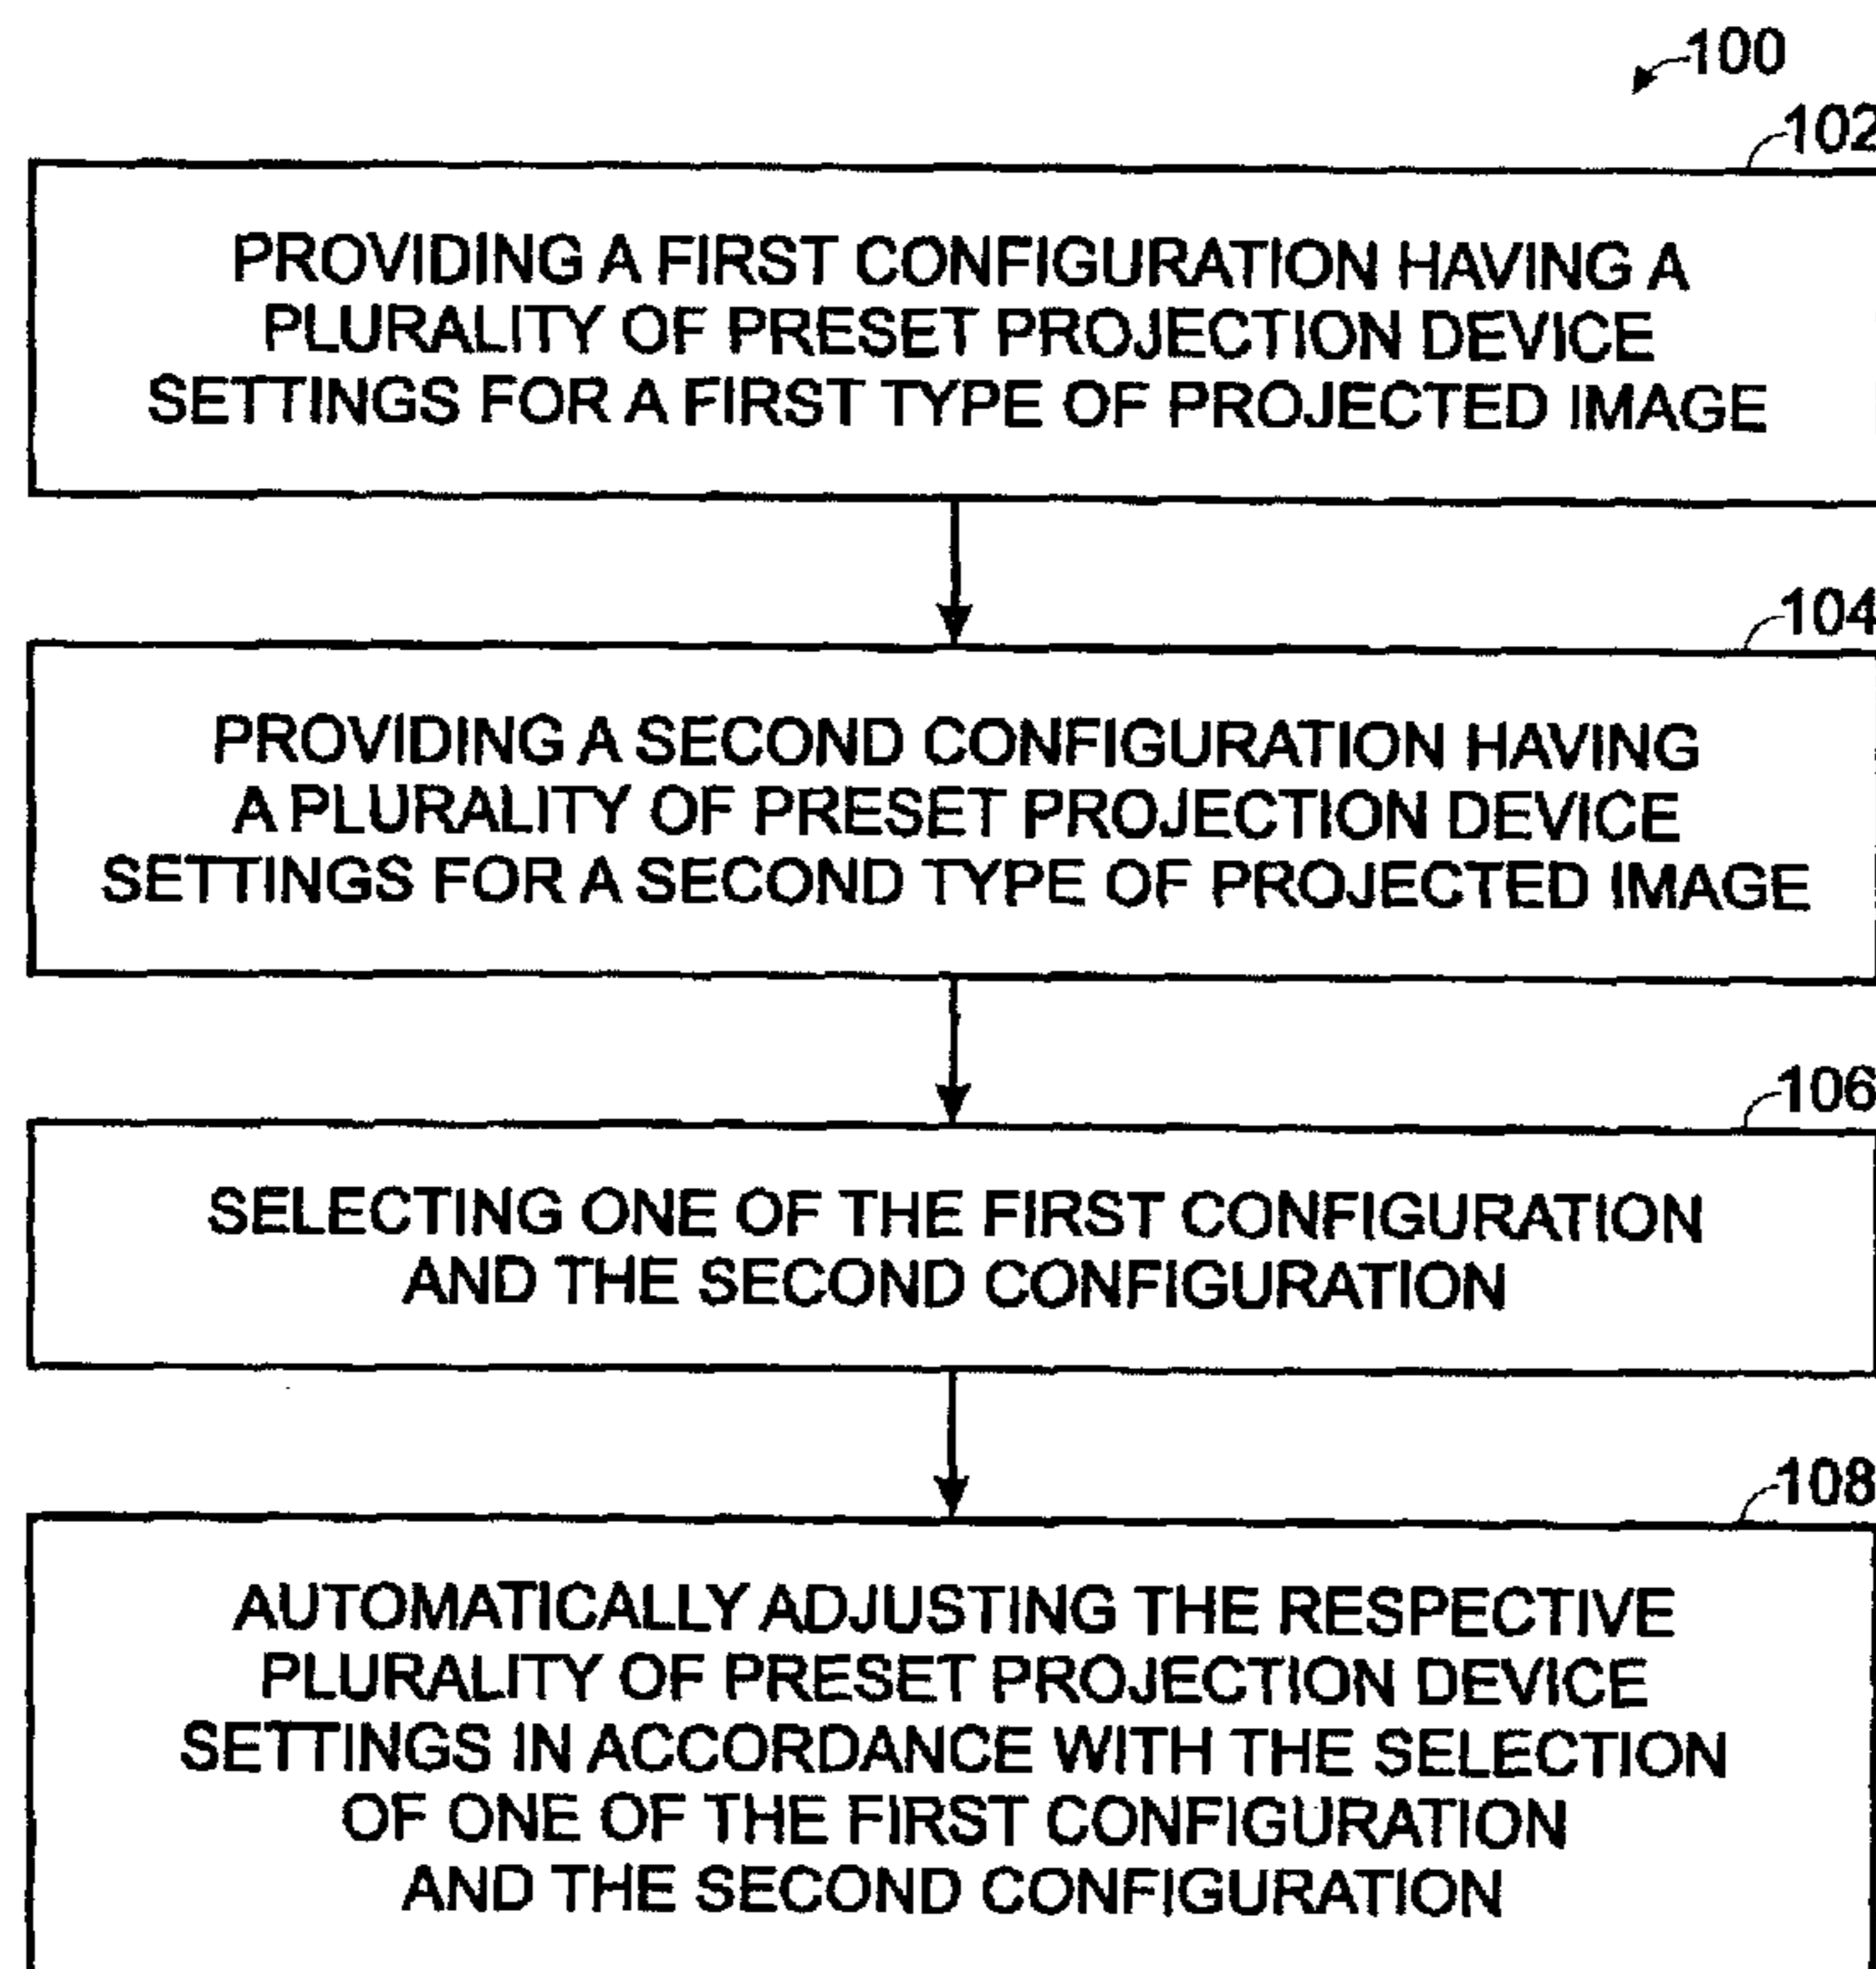 100
102
PROVIDING A FIRST CONFIGURATION HAVING A
PLURALITY OF PRESET PROJECTION DEVICE
SETTINGS FOR A FIRST TYPE OF PROJECTED IMAGE
104
PROVIDING A SECOND CONFIGURATION HAVING
A PLURALITY OF PRESET PROJECTION DEVICE
SETTINGS FOR A SECOND TYPE OF PROJECTED IMAGE
106
SELECTING ONE OF THE FIRST CONFIGURATION
AND THE SECOND CONFIGURATION
108
AUTOMATICALLY ADJUSTING THE RESPECTIVE
PLURALITY OF PRESET PROJECTION DEVICE
SETTINGS IN ACCORDANCE WITH THE SELECTION
OF ONE OF THE FIRST CONFIGURATION
AND THE SECOND CONFIGURATION